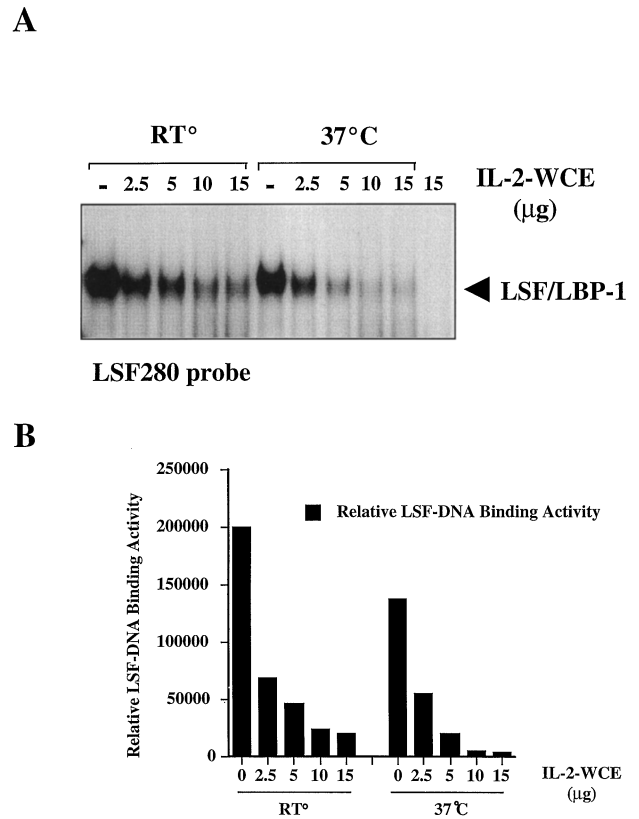 A
RT° 37°C
- 2.5 5 10 15 - 2.5 5 10 15 15 IL-2-WCE
(µg)
LSF/LBP-1
LSF280 probe
B
Relative LSF-DNA Binding Activity
250000
200000
150000
100000
50000
0
Relative LSF-DNA Binding Activity
0 2.5 5 10 15 0 2.5 5 10 15 IL-2-WCE
(µg)
RT° 37°C